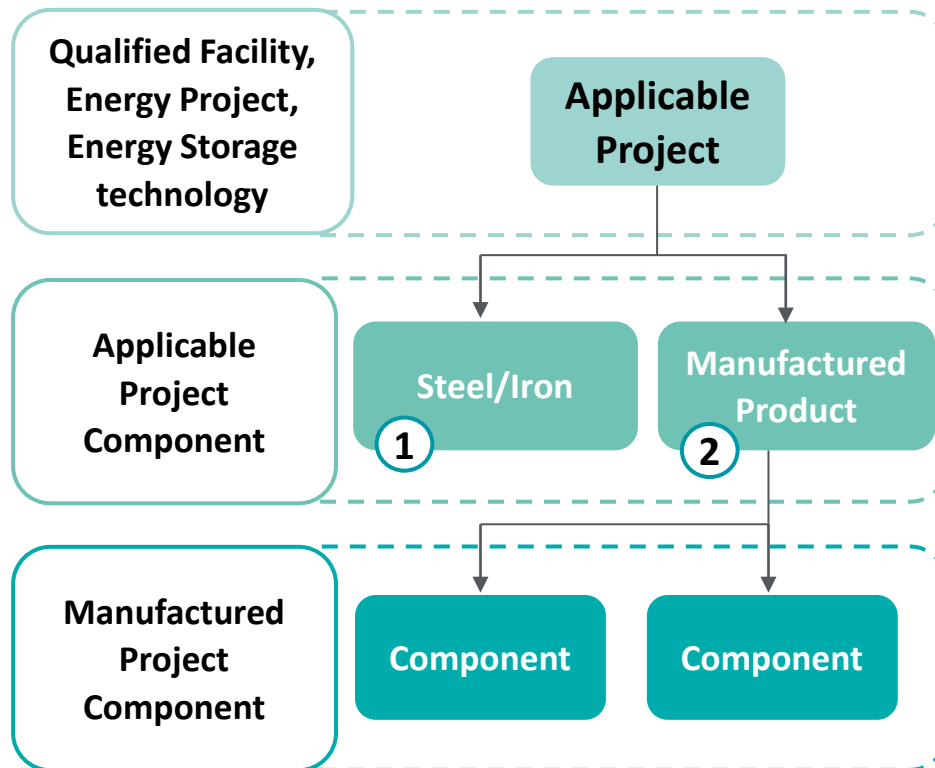 Qualified Facility,
Energy Project,
Energy Storage
technology
Applicable
Project
Applicable
Project
Component
Steel/Iron
1
Manufactured
Product
2
Manufactured
Project
Component
Component
Component